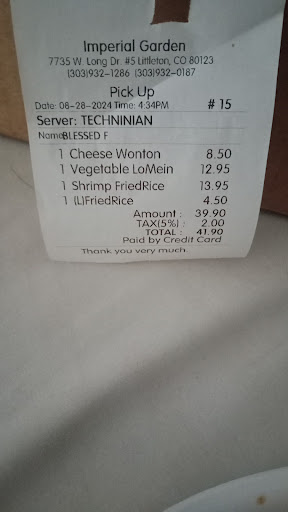 Imperial Garden
7735 W. Long Dr. #5 Littleton, CO 80123
(303)932-1286 (303)932-0187
Pick Up
Date: 08-28-2024 Time: 4:34PM # 15
Server: TECHNINIAN
Name: BLESSED F
1 Cheese Wonton 8.50
1 Vegetable LoMein 12.95
1 Shrimp FriedRice 13.95
1 (L)FriedRice 4.50
Amount : 39.90
TAX(5%) : 2.00
TOTAL : 41.90
Paid by Credit Card
Thank you very much